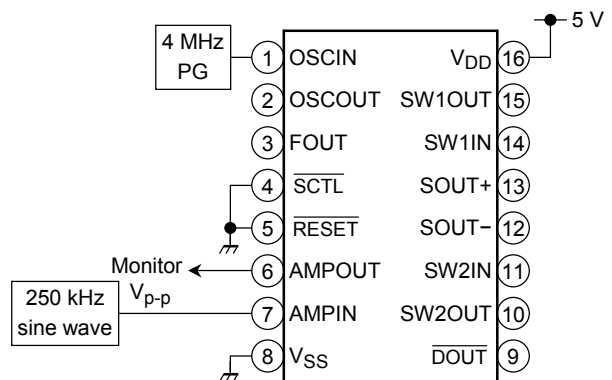 5 V
4 MHz
PG
1 OSCIN
VDD 16
2 OSCOUT
SW1OUT 15
3 FOUT
SW1IN 14
4 SCTL
SOUT+ 13
5 RESET
SOUT− 12
Monitor
Vp-p
6 AMPOUT
SW2IN 11
250 kHz
sine wave
7 AMPIN
SW2OUT 10
8 VSS
DOUT 9